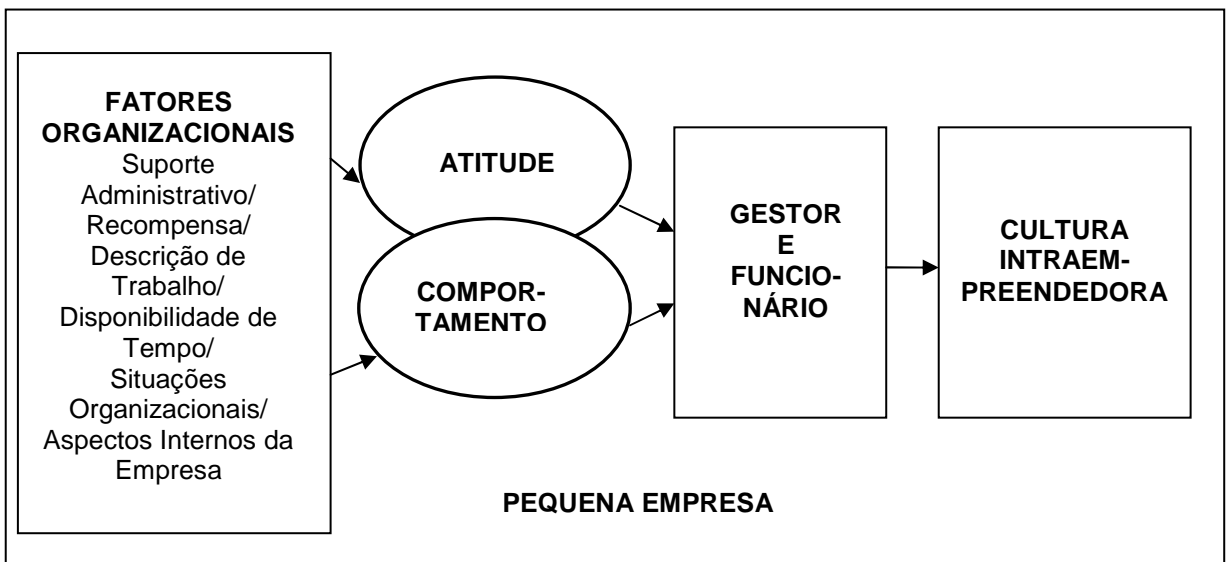 FATORES
ORGANIZACIONAIS
Suporte
Administrativo/
Recompensa/
Descrição de
Trabalho/
Disponibilidade de
Tempo/
Situações
Organizacionais/
Aspectos Internos da
Empresa
ATITUDE
COMPOR-
TAMENTO
GESTOR
E
FUNCIO-
NÁRIO
CULTURA
INTRAEM-
PREENDEDORA
PEQUENA EMPRESA